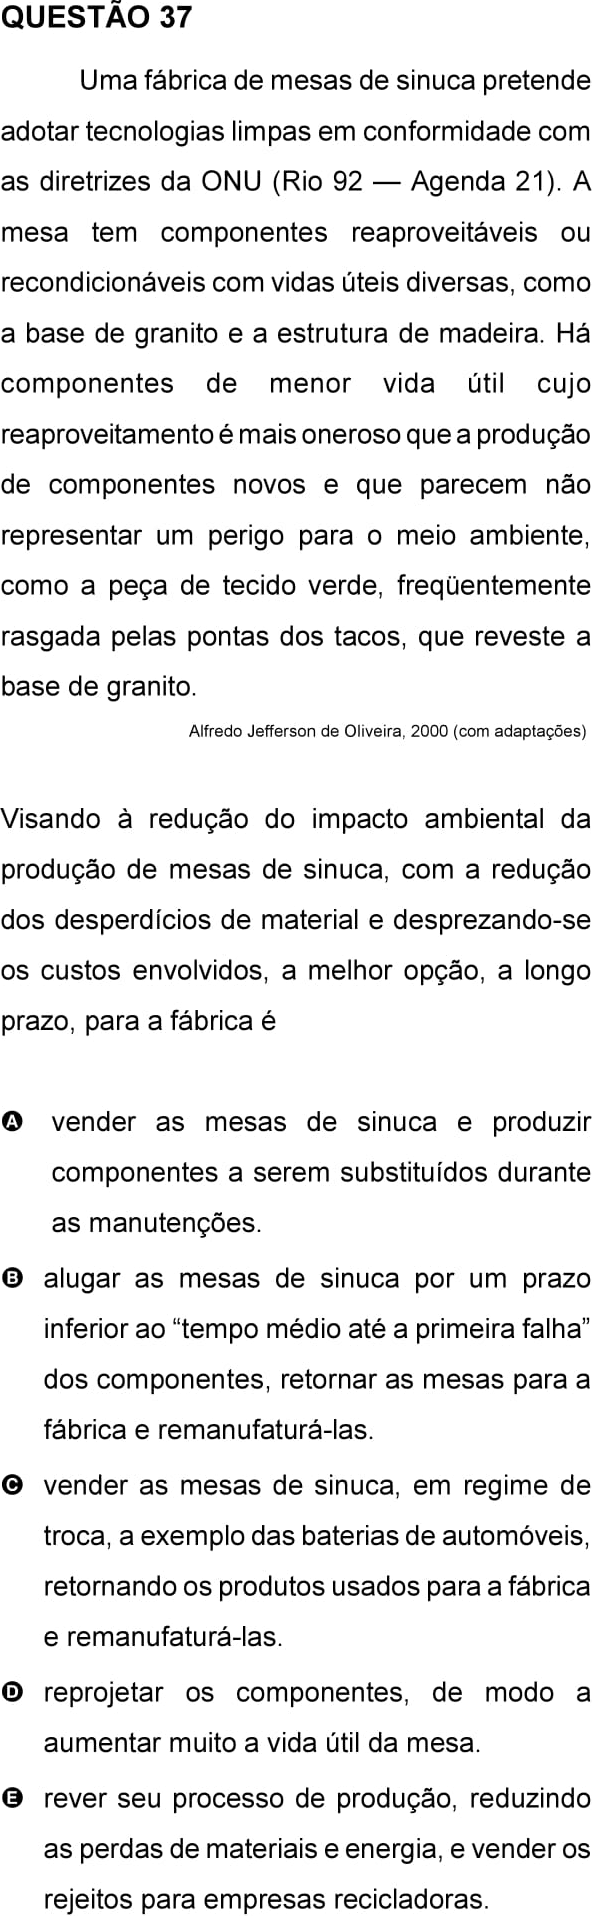 QUESTÃO 37
Uma fábrica de mesas de sinuca pretende
adotar tecnologias limpas em conformidade com
as diretrizes da ONU (Rio 92 — Agenda 21). A
mesa tem componentes reaproveitáveis ou
recondicionáveis com vidas úteis diversas, como
a base de granito e a estrutura de madeira. Há
componentes de menor vida útil cujo
reaproveitamento é mais oneroso que a produção
de componentes novos e que parecem não
representar um perigo para o meio ambiente,
como a peça de tecido verde, freqüentemente
rasgada pelas pontas dos tacos, que reveste a
base de granito.
Alfredo Jefferson de Oliveira, 2000 (com adaptações)
Visando à redução do impacto ambiental da
produção de mesas de sinuca, com a redução
dos desperdícios de material e desprezando-se
os custos envolvidos, a melhor opção, a longo
prazo, para a fábrica é
A vender as mesas de sinuca e produzir
componentes a serem substituídos durante
as manutenções.
B alugar as mesas de sinuca por um prazo
inferior ao “tempo médio até a primeira falha”
dos componentes, retornar as mesas para a
fábrica e remanufaturá-las.
C vender as mesas de sinuca, em regime de
troca, a exemplo das baterias de automóveis,
retornando os produtos usados para a fábrica
e remanufaturá-las.
D reprojetar os componentes, de modo a
aumentar muito a vida útil da mesa.
E rever seu processo de produção, reduzindo
as perdas de materiais e energia, e vender os
rejeitos para empresas recicladoras.